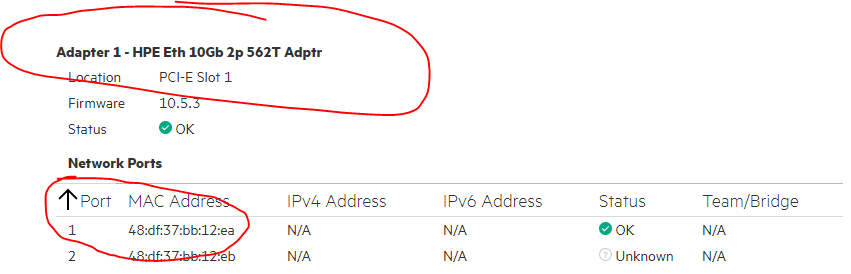 Adapter 1 - HPE Eth 10Gb 2p 562T Adptr
Location PCI-E Slot 1
Firmware 10.5.3
Status OK
Network Ports
Port MAC Address IPv4 Address IPv6 Address Status Team/Bridge
1 48:df:37:bb:12:ea N/A N/A OK N/A
2 48:df:37:bb:12:eb N/A N/A Unknown N/A